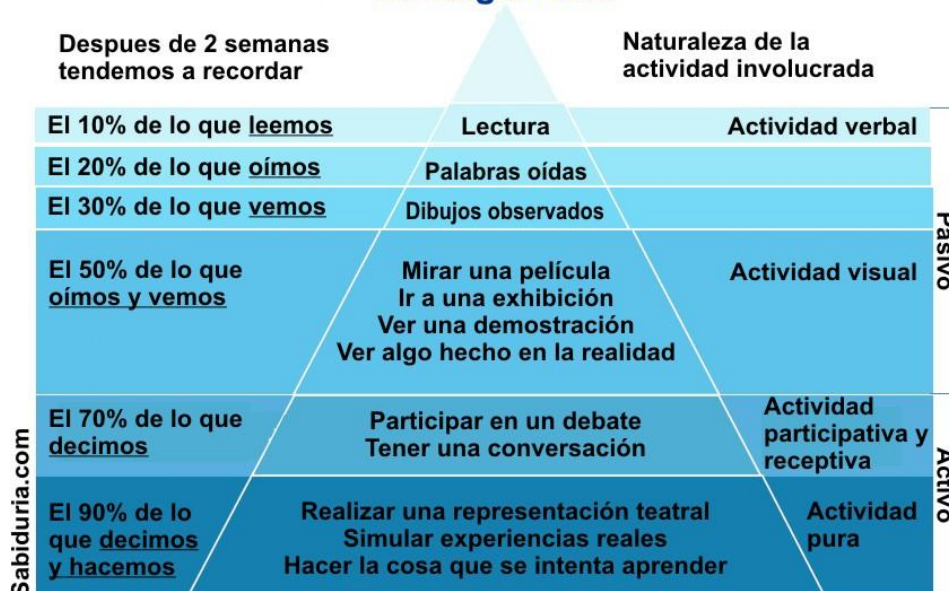 Despues de 2 semanas
tendemos a recordar
Naturaleza de la
actividad involucrada
El 10% de lo que leemos
Lectura
Actividad verbal
El 20% de lo que oímos
Palabras oídas
El 30% de lo que vemos
Dibujos observados
Pasivo
El 50% de lo que
oímos y vemos
Mirar una película
Ir a una exhibición
Ver una demostración
Ver algo hecho en la realidad
Actividad visual
El 70% de lo que
decimos
Participar en un debate
Tener una conversación
Actividad
participativa y
receptiva
Activo
El 90% de lo
que decimos
y hacemos
Realizar una representación teatral
Simular experiencias reales
Hacer la cosa que se intenta aprender
Actividad
pura
Sabiduria.com